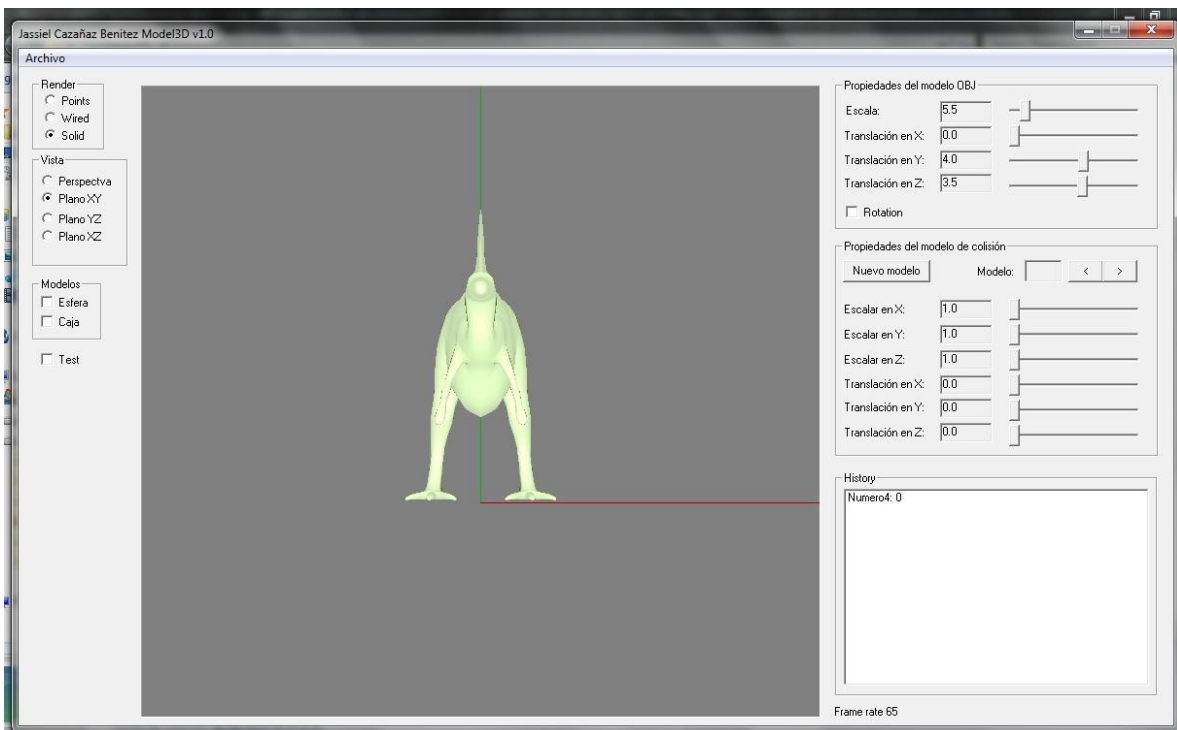 Jassiel Cazañaz Benitez Model3D v1.0
Archivo
Render
Points
Wired
Solid
Vista
Perspectva
Plano XY
Plano YZ
Plano XZ
Modelos
Esfera
Caja
Test
Propiedades del modelo OBJ
Escala: 5.5
Translación en X: 0.0
Translación en Y: 4.0
Translación en Z: 3.5
Rotation
Propiedades del modelo de colisión
Nuevo modelo Modelo: < >
Escalar en X: 1.0
Escalar en Y: 1.0
Escalar en Z: 1.0
Translación en X: 0.0
Translación en Y: 0.0
Translación en Z: 0.0
History
Numero4: 0
Frame rate 65